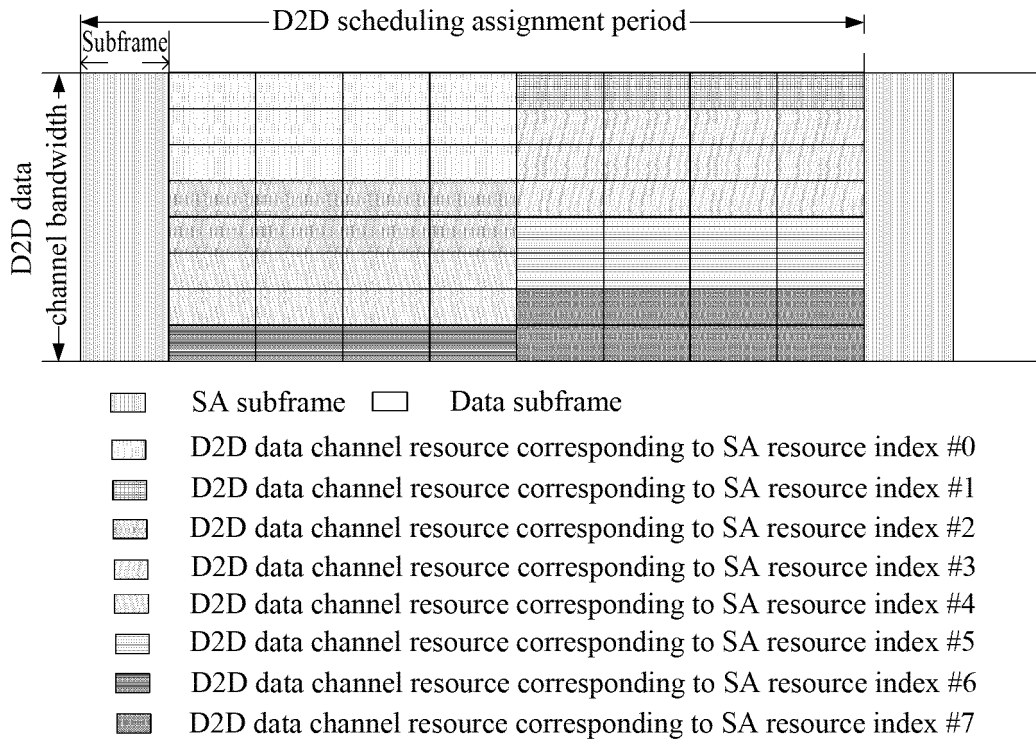 D2D scheduling assignment period
Subframe
D2D data
channel bandwidth
SA subframe
Data subframe
D2D data channel resource corresponding to SA resource index #0
D2D data channel resource corresponding to SA resource index #1
D2D data channel resource corresponding to SA resource index #2
D2D data channel resource corresponding to SA resource index #3
D2D data channel resource corresponding to SA resource index #4
D2D data channel resource corresponding to SA resource index #5
D2D data channel resource corresponding to SA resource index #6
D2D data channel resource corresponding to SA resource index #7